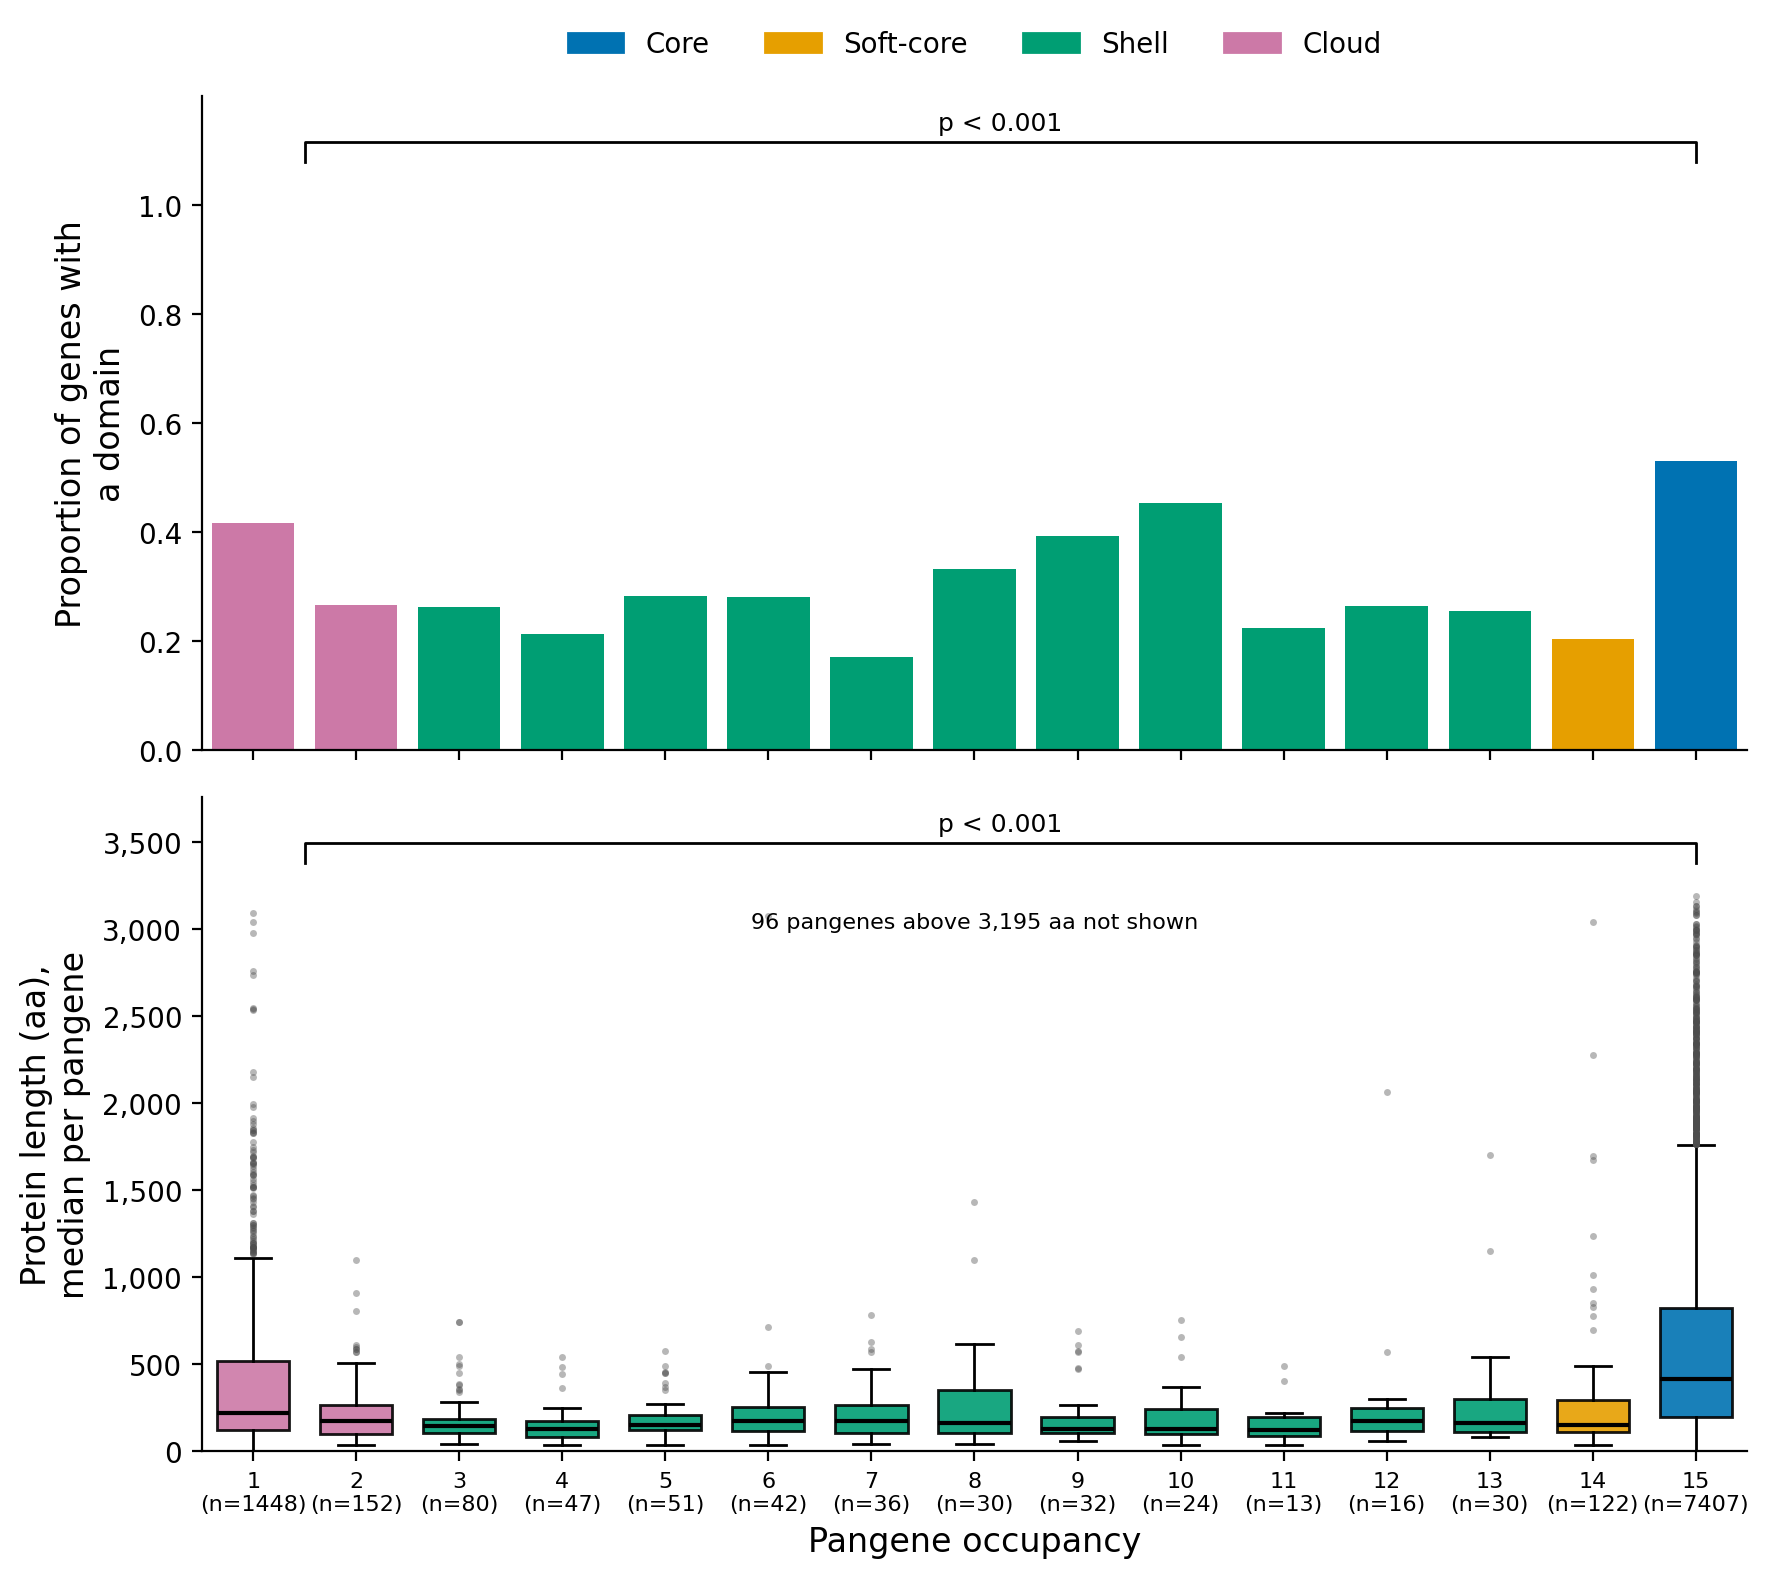 Core Soft-core Shell Cloud
p < 0.001
1.0
0.8
0.6
0.4
0.2
0.0
Proportion of genes with
a domain
p < 0.001
96 pangenes above 3,195 aa not shown
3,500
3,000
2,500
2,000
1,500
1,000
500
0
Protein length (aa),
median per pangene
1 2 3 4 5 6 7 8 9 10 11 12 13 14 15
(n=1448) (n=152) (n=80) (n=47) (n=51) (n=42) (n=36) (n=30) (n=32) (n=24) (n=13) (n=16) (n=30) (n=122) (n=7407)
Pangene occupancy